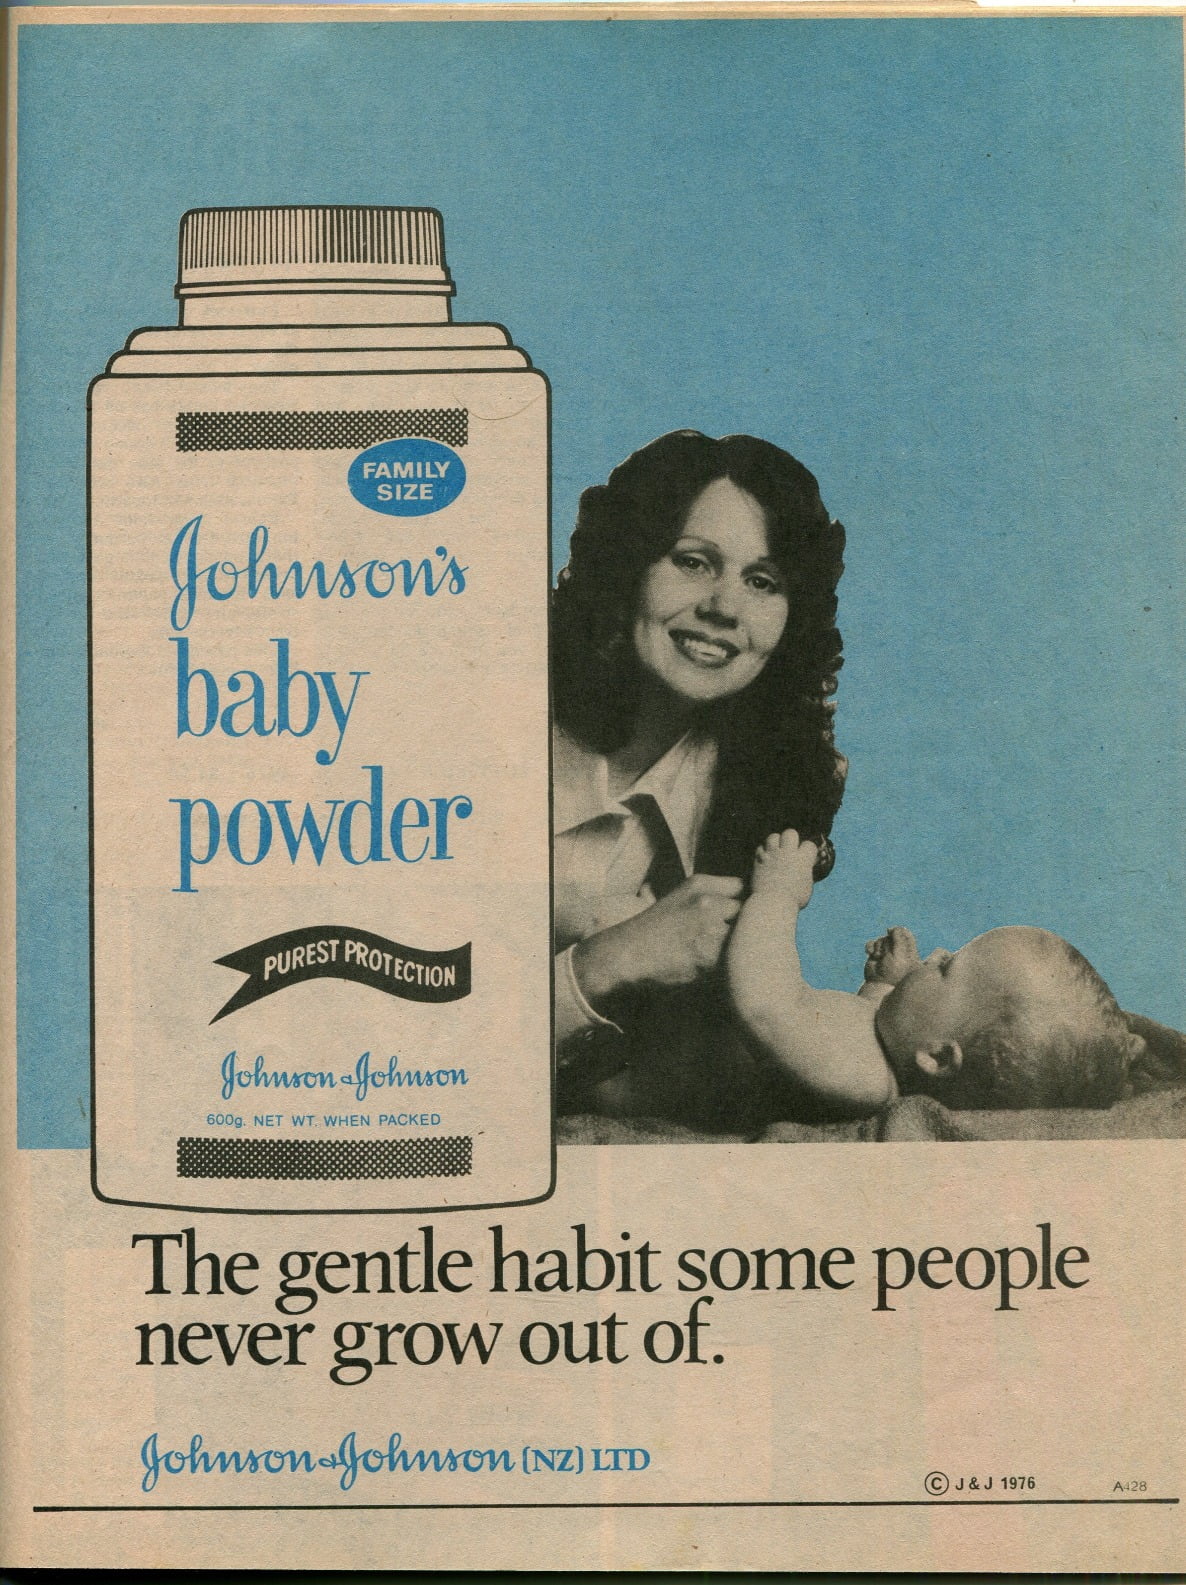 FAMILY
SIZE
Johnson's
baby
powder
PUREST PROTECTION
Johnson & Johnson
600g. NET WT. WHEN PACKED
The gentle habit some people
never grow out of.
Johnson & Johnson (NZ) LTD
© J & J 1976
A428